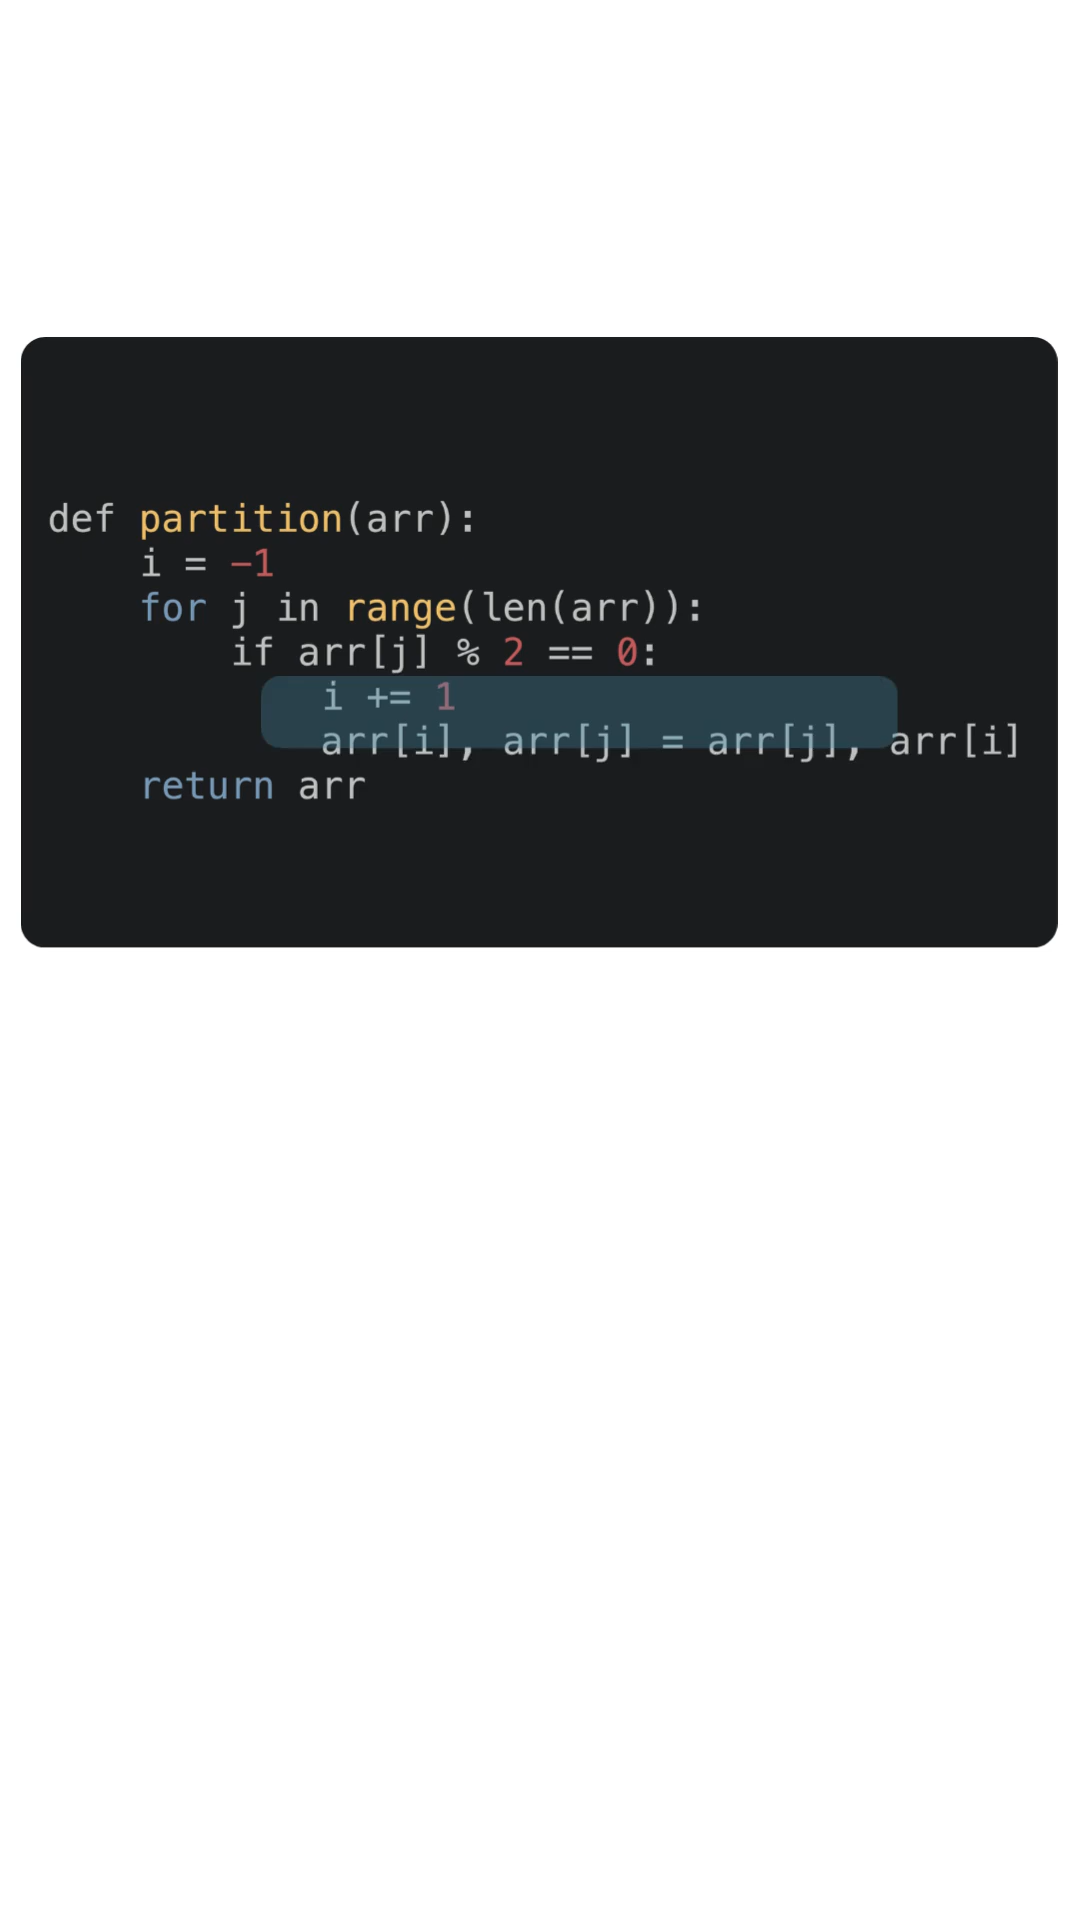 def partition(arr):
    i = -1
    for j in range(len(arr)):
        if arr[j] % 2 == 0:
            i += 1
            arr[i], arr[j] = arr[j], arr[i]
    return arr